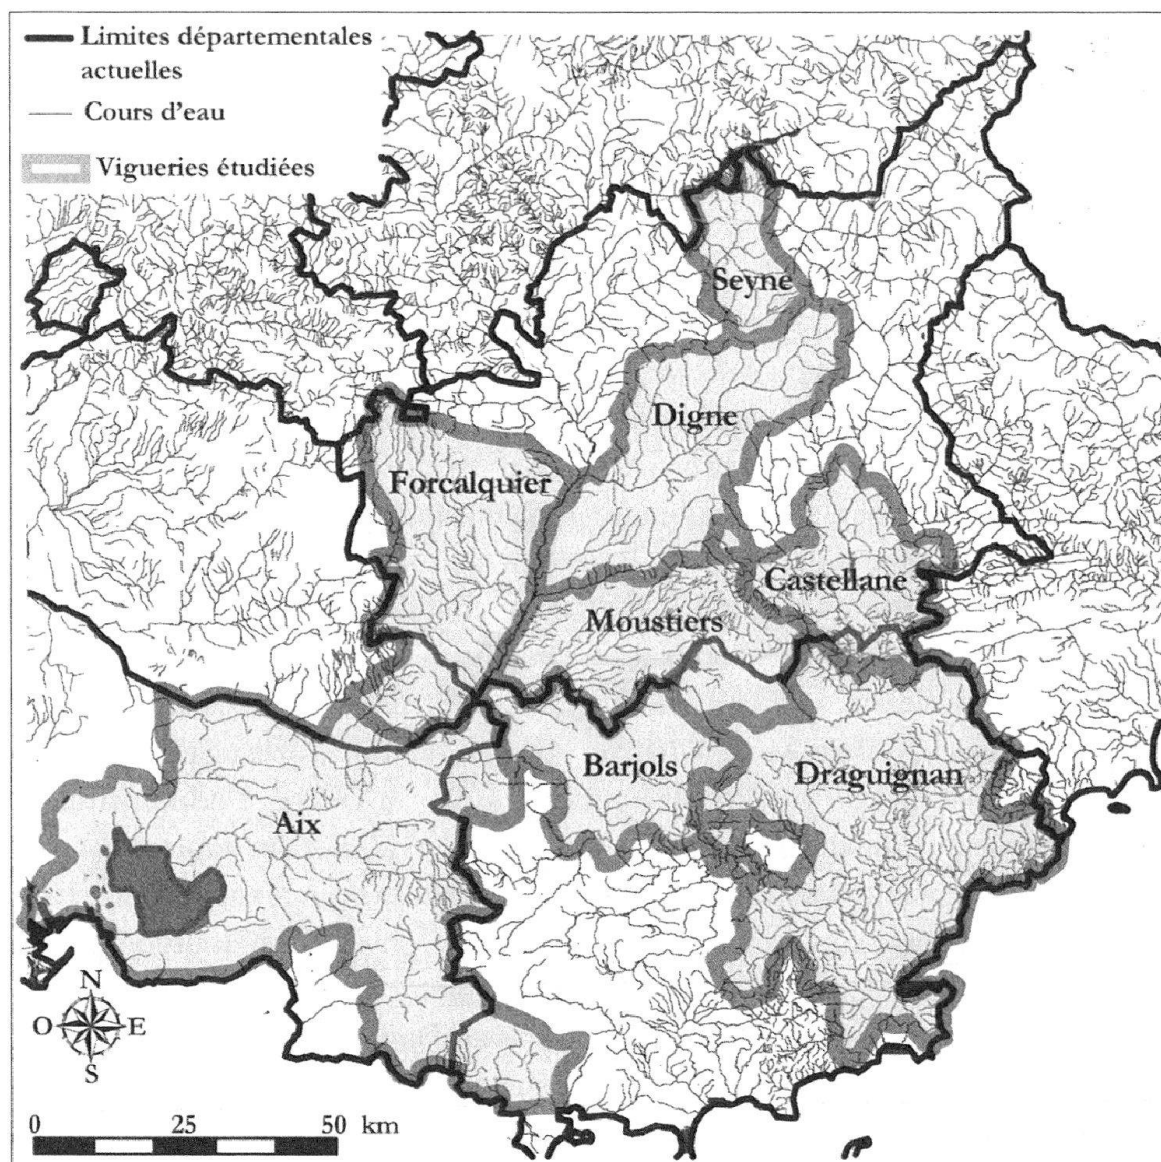 Limites départementales
actuelles
Cours d'eau
Vigueries étudiées
Seyne
Digne
Forcalquier
Castellane
Moustiers
Barjols
Draguignan
Aix
N
O E
S
0 25 50 km